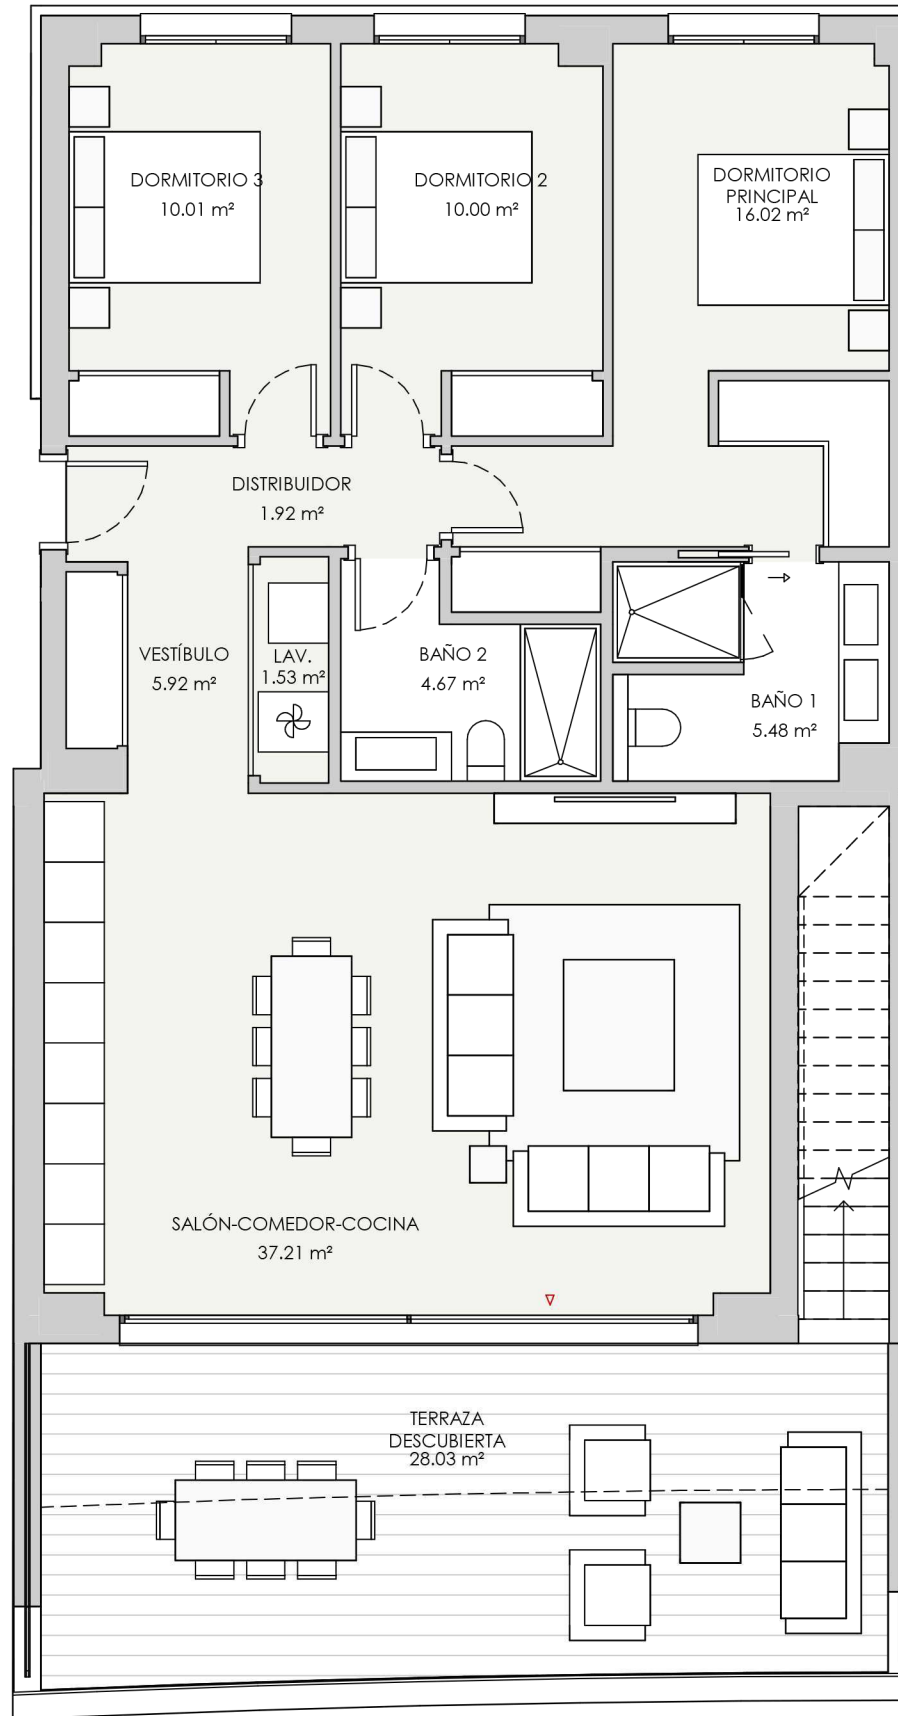 DORMITORIO 3
10.01 m²
DORMITORIO 2
10.00 m²
DORMITORIO
PRINCIPAL
16.02 m²
DISTRIBUIDOR
1.92 m²
VESTÍBULO
5.92 m²
LAV.
1.53 m²
BAÑO 2
4.67 m²
BAÑO 1
5.48 m²
SALÓN-COMEDOR-COCINA
37.21 m²
TERRAZA
DESCUBIERTA
28.03 m²